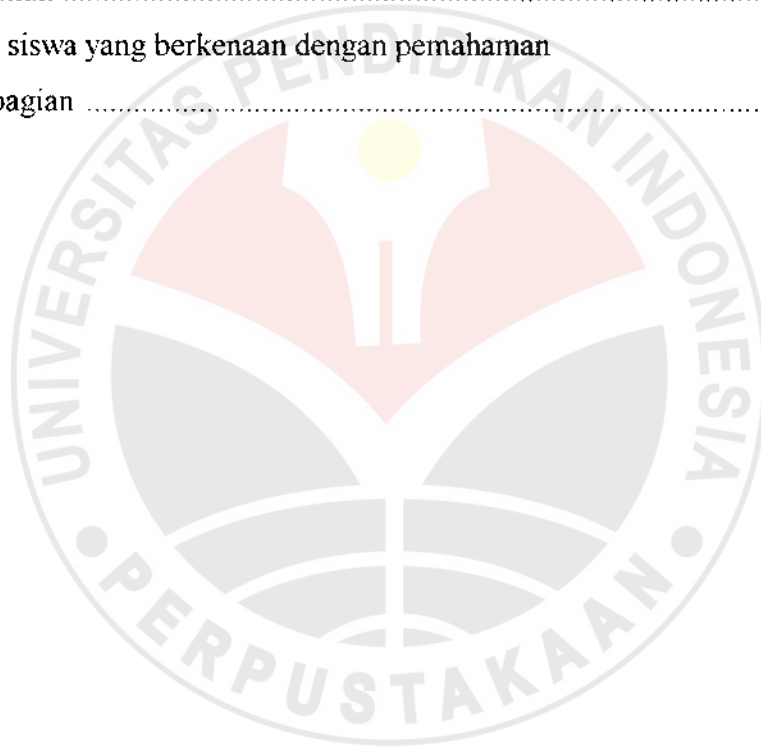 siswa yang berkenaan dengan pemahaman
bagian ........................................................................
UNIVERSITAS PENDIDIKAN INDONESIA
• PERPUSTAKAAN •